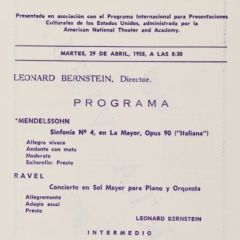 Presentada en asociación con el Programa Internacional para Presentaciones
Culturales de los Estados Unidos, administrada por la
American National Theater and Academy.
MARTES, 29 DE ABRIL, 1958, A LAS 8:30
LEONARD BERNSTEIN, Director.
PROGRAMA
*MENDELSSOHN
Sinfonía Nº 4, en La Mayor, Opus 90 ("Italiana")
Allegro vivace
Andante con moto
Moderato
Saltarello: Presto
RAVEL
Concierto en Sol Mayor para Piano y Orquesta
Allegramente
Adagio assai
Presto
LEONARD BERNSTEIN
INTERMEDIO